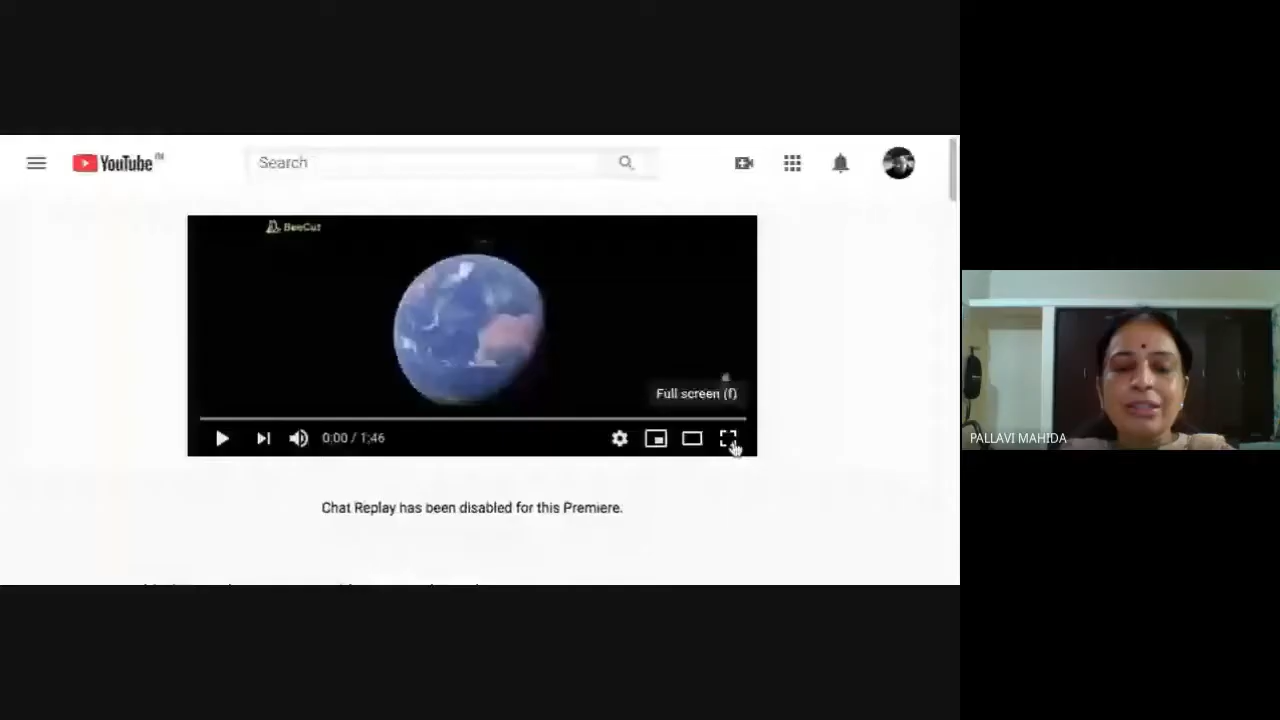 YouTube IN
Search
BeeCut
Full screen (f)
0:00 / 1:46
Chat Replay has been disabled for this Premiere.
PALLAVI MAHIDA